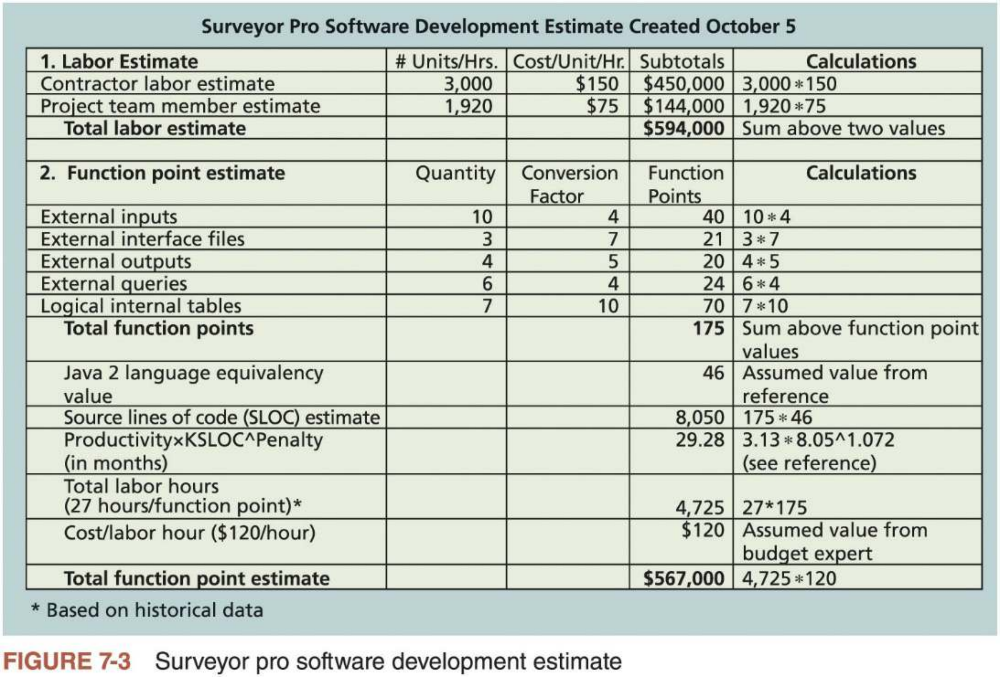 Surveyor Pro Software Development Estimate Created October 5
1. Labor Estimate # Units/Hrs. Cost/Unit/Hr. Subtotals Calculations
Contractor labor estimate 3,000 $150 $450,000 3,000 * 150
Project team member estimate 1,920 $75 $144,000 1,920 * 75
Total labor estimate $594,000 Sum above two values
2. Function point estimate Quantity Conversion Function Calculations
Factor Points
External inputs 10 4 40 10 * 4
External interface files 3 7 21 3 * 7
External outputs 4 5 20 4 * 5
External queries 6 4 24 6 * 4
Logical internal tables 7 10 70 7 * 10
Total function points 175 Sum above function point
values
Java 2 language equivalency 46 Assumed value from
value reference
Source lines of code (SLOC) estimate 8,050 175 * 46
Productivity×KSLOC^Penalty 29.28 3.13 * 8.05^1.072
(in months) (see reference)
Total labor hours
(27 hours/function point)* 4,725 27*175
Cost/labor hour ($120/hour) $120 Assumed value from
budget expert
Total function point estimate $567,000 4,725 * 120
* Based on historical data
FIGURE 7-3 Surveyor pro software development estimate